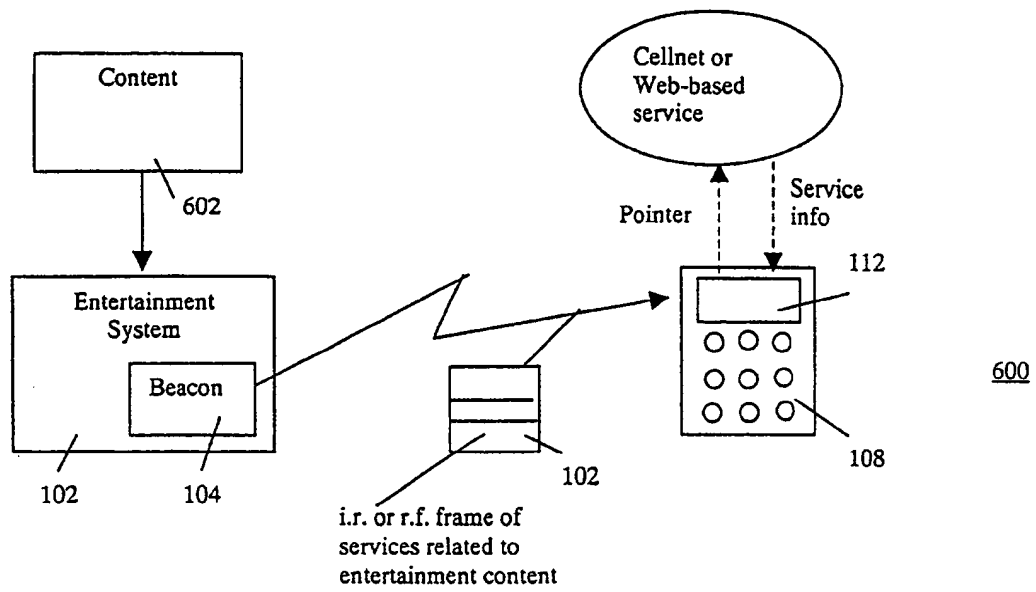 Content
602
Entertainment
System
Beacon
102
104
i.r. or r.f. frame of
services related to
entertainment content
102
Cellnet or
Web-based
service
Pointer
Service
info
112
108
600